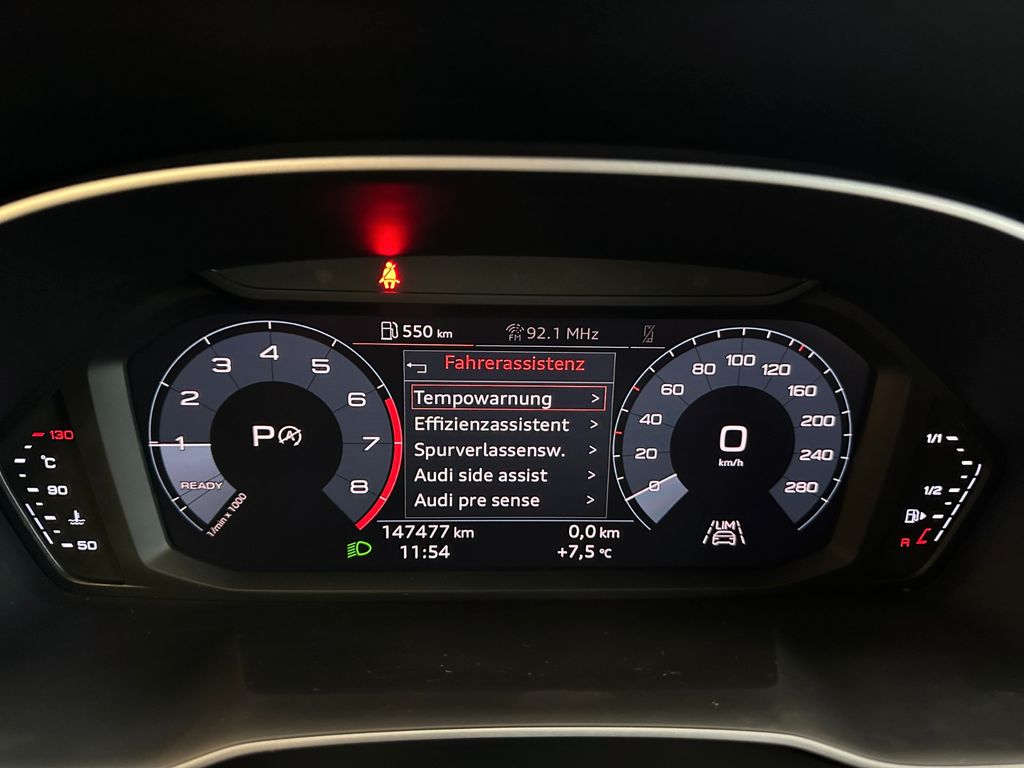 550 km
FM 92.1 MHz
Fahrerassistenz
Tempowarnung >
Effizienzassistent >
Spurverlassensw. >
Audi side assist >
Audi pre sense >
147477 km 0,0 km
11:54 +7,5 °C
1 2 3 4 5 6 7 8
READY
1/min x 1000
P A
0 20 40 60 80 100 120 160 200 240 280
0
km/h
LIM
130
°C
90
50
1/1
1/2
R